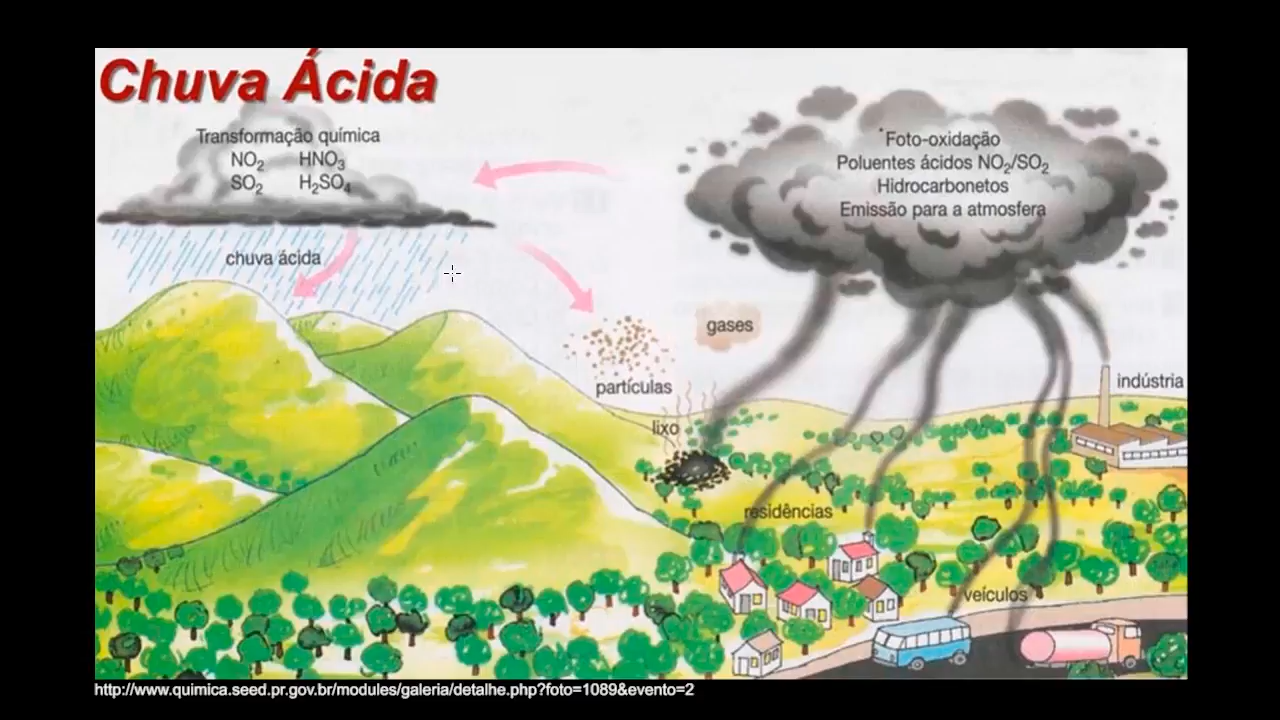 Chuva Ácida
Transformação química
NO₂ HNO₃
SO₂ H₂SO₄
chuva ácida
Foto-oxidação
Poluentes ácidos NO₂/SO₂
Hidrocarbonetos
Emissão para a atmosfera
gases
partículas
indústria
lixo
residências
veículos
http://www.quimica.seed.pr.gov.br/modules/galeria/detalhe.php?foto=1089&evento=2